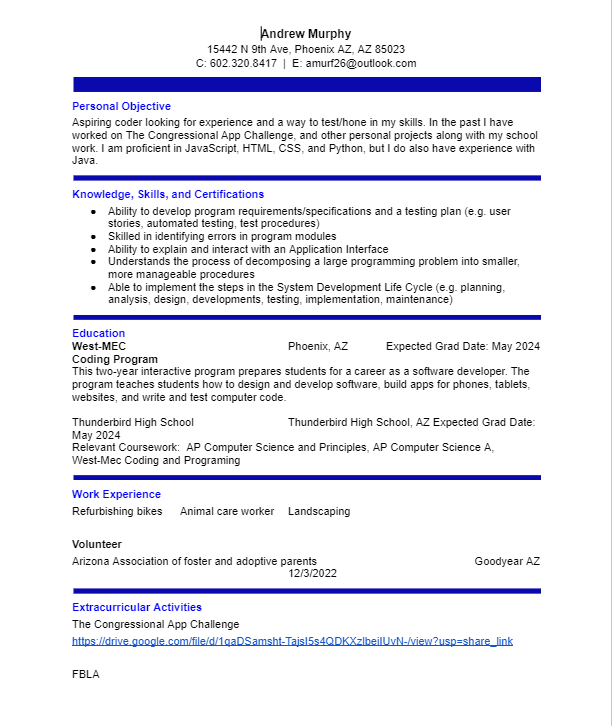 Andrew Murphy
15442 N 9th Ave, Phoenix AZ, AZ 85023
C: 602.320.8417 | E: amurf26@outlook.com
Personal Objective
Aspiring coder looking for experience and a way to test/hone in my skills. In the past I have
worked on The Congressional App Challenge, and other personal projects along with my school
work. I am proficient in JavaScript, HTML, CSS, and Python, but I do also have experience with
Java.
Knowledge, Skills, and Certifications
● Ability to develop program requirements/specifications and a testing plan (e.g. user
stories, automated testing, test procedures)
● Skilled in identifying errors in program modules
● Ability to explain and interact with an Application Interface
● Understands the process of decomposing a large programming problem into smaller,
more manageable procedures
● Able to implement the steps in the System Development Life Cycle (e.g. planning,
analysis, design, developments, testing, implementation, maintenance)
Education
West-MEC Phoenix, AZ Expected Grad Date: May 2024
Coding Program
This two-year interactive program prepares students for a career as a software developer. The
program teaches students how to design and develop software, build apps for phones, tablets,
websites, and write and test computer code.
Thunderbird High School Thunderbird High School, AZ Expected Grad Date:
May 2024
Relevant Coursework: AP Computer Science and Principles, AP Computer Science A,
West-Mec Coding and Programing
Work Experience
Refurbishing bikes Animal care worker Landscaping
Volunteer
Arizona Association of foster and adoptive parents Goodyear AZ
12/3/2022
Extracurricular Activities
The Congressional App Challenge
FBLA